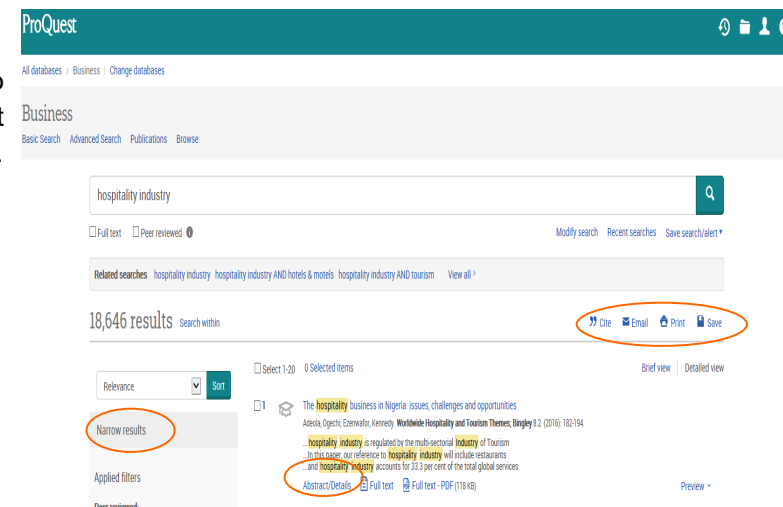 ProQuest
All databases > Business | Change databases
Business
Basic Search Advanced Search Publications Browse
hospitality industry
Full text Peer reviewed
Modify search Recent searches Save search/alert
Related searches hospitality industry hospitality industry AND hotels & motels hospitality industry AND tourism View all >
18,646 results Search within
Cite Email Print Save
Select 1-20 0 Selected items
Brief view | Detailed view
Relevance Sort
Narrow results
Applied filters
1 The hospitality business in Nigeria: issues, challenges and opportunities
Adeola, Ogechi; Ezenwafor, Kennedy. Worldwide Hospitality and Tourism Themes; Bingley 8.2 (2016): 182-194.
...hospitality industry is regulated by the multi-sectorial Industry of Tourism
...In this paper, our reference to hospitality industry will include restaurants
...and hospitality industry accounts for 33.3 per cent of the total global services
Abstract/Details Full text Full text - PDF (118 KB)
Preview